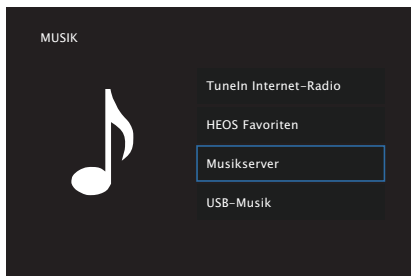 MUSIK
TuneIn Internet-Radio
HEOS Favoriten
Musikserver
USB-Musik